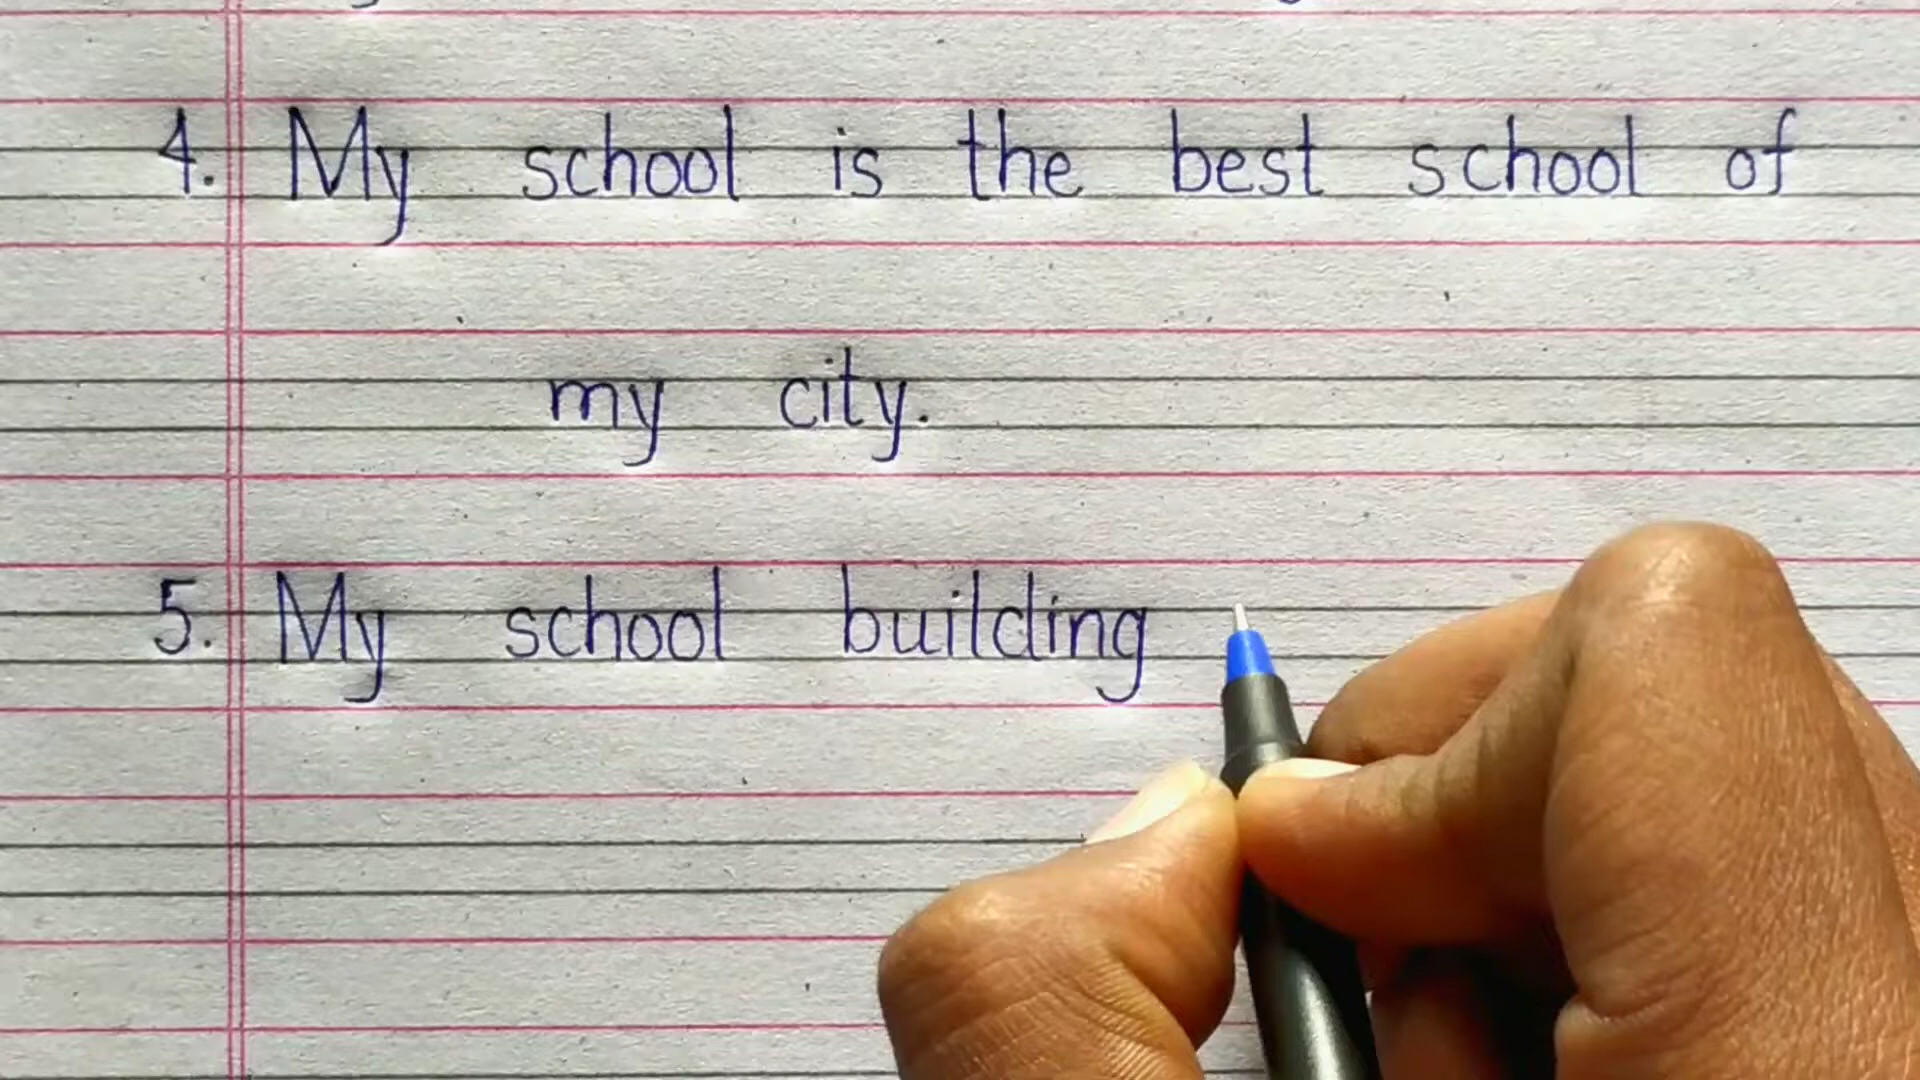 4. My school is the best school of
my city.
5. My school building